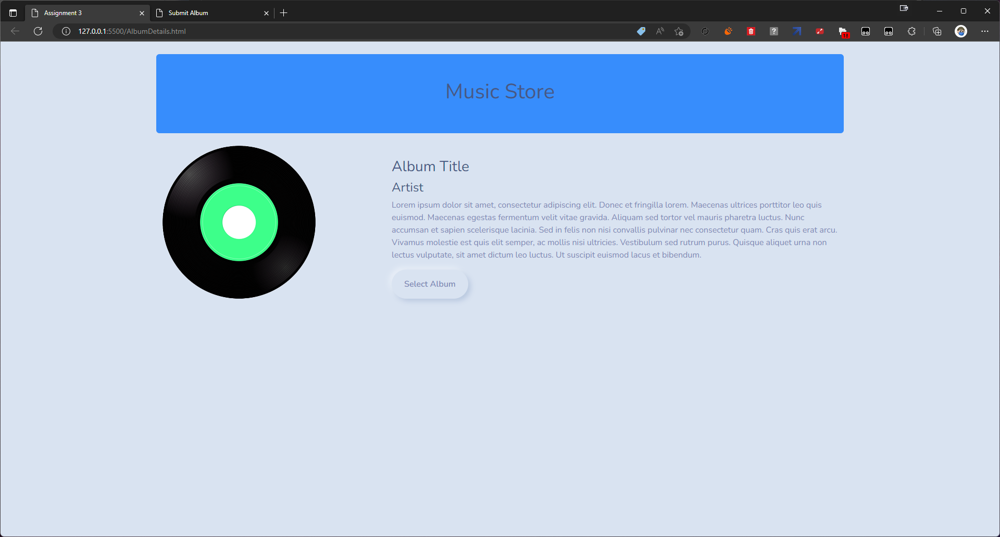 Assignment 3
Submit Album
127.0.0.1:5500/AlbumDetails.html
13
Music Store
Album Title
Artist
Lorem ipsum dolor sit amet, consectetur adipiscing elit. Donec et fringilla lorem. Maecenas ultrices porttitor leo quis
euismod. Maecenas egestas fermentum velit vitae gravida. Aliquam sed tortor vel mauris pharetra luctus. Nunc
accumsan et sapien scelerisque lacinia. Sed in felis non nisi convallis pulvinar nec consectetur quam. Cras quis erat arcu.
Vivamus molestie est quis elit semper, ac mollis nisi ultricies. Vestibulum sed rutrum purus. Quisque aliquet urna non
lectus vulputate, sit amet dictum leo luctus. Ut suscipit euismod lacus et bibendum.
Select Album